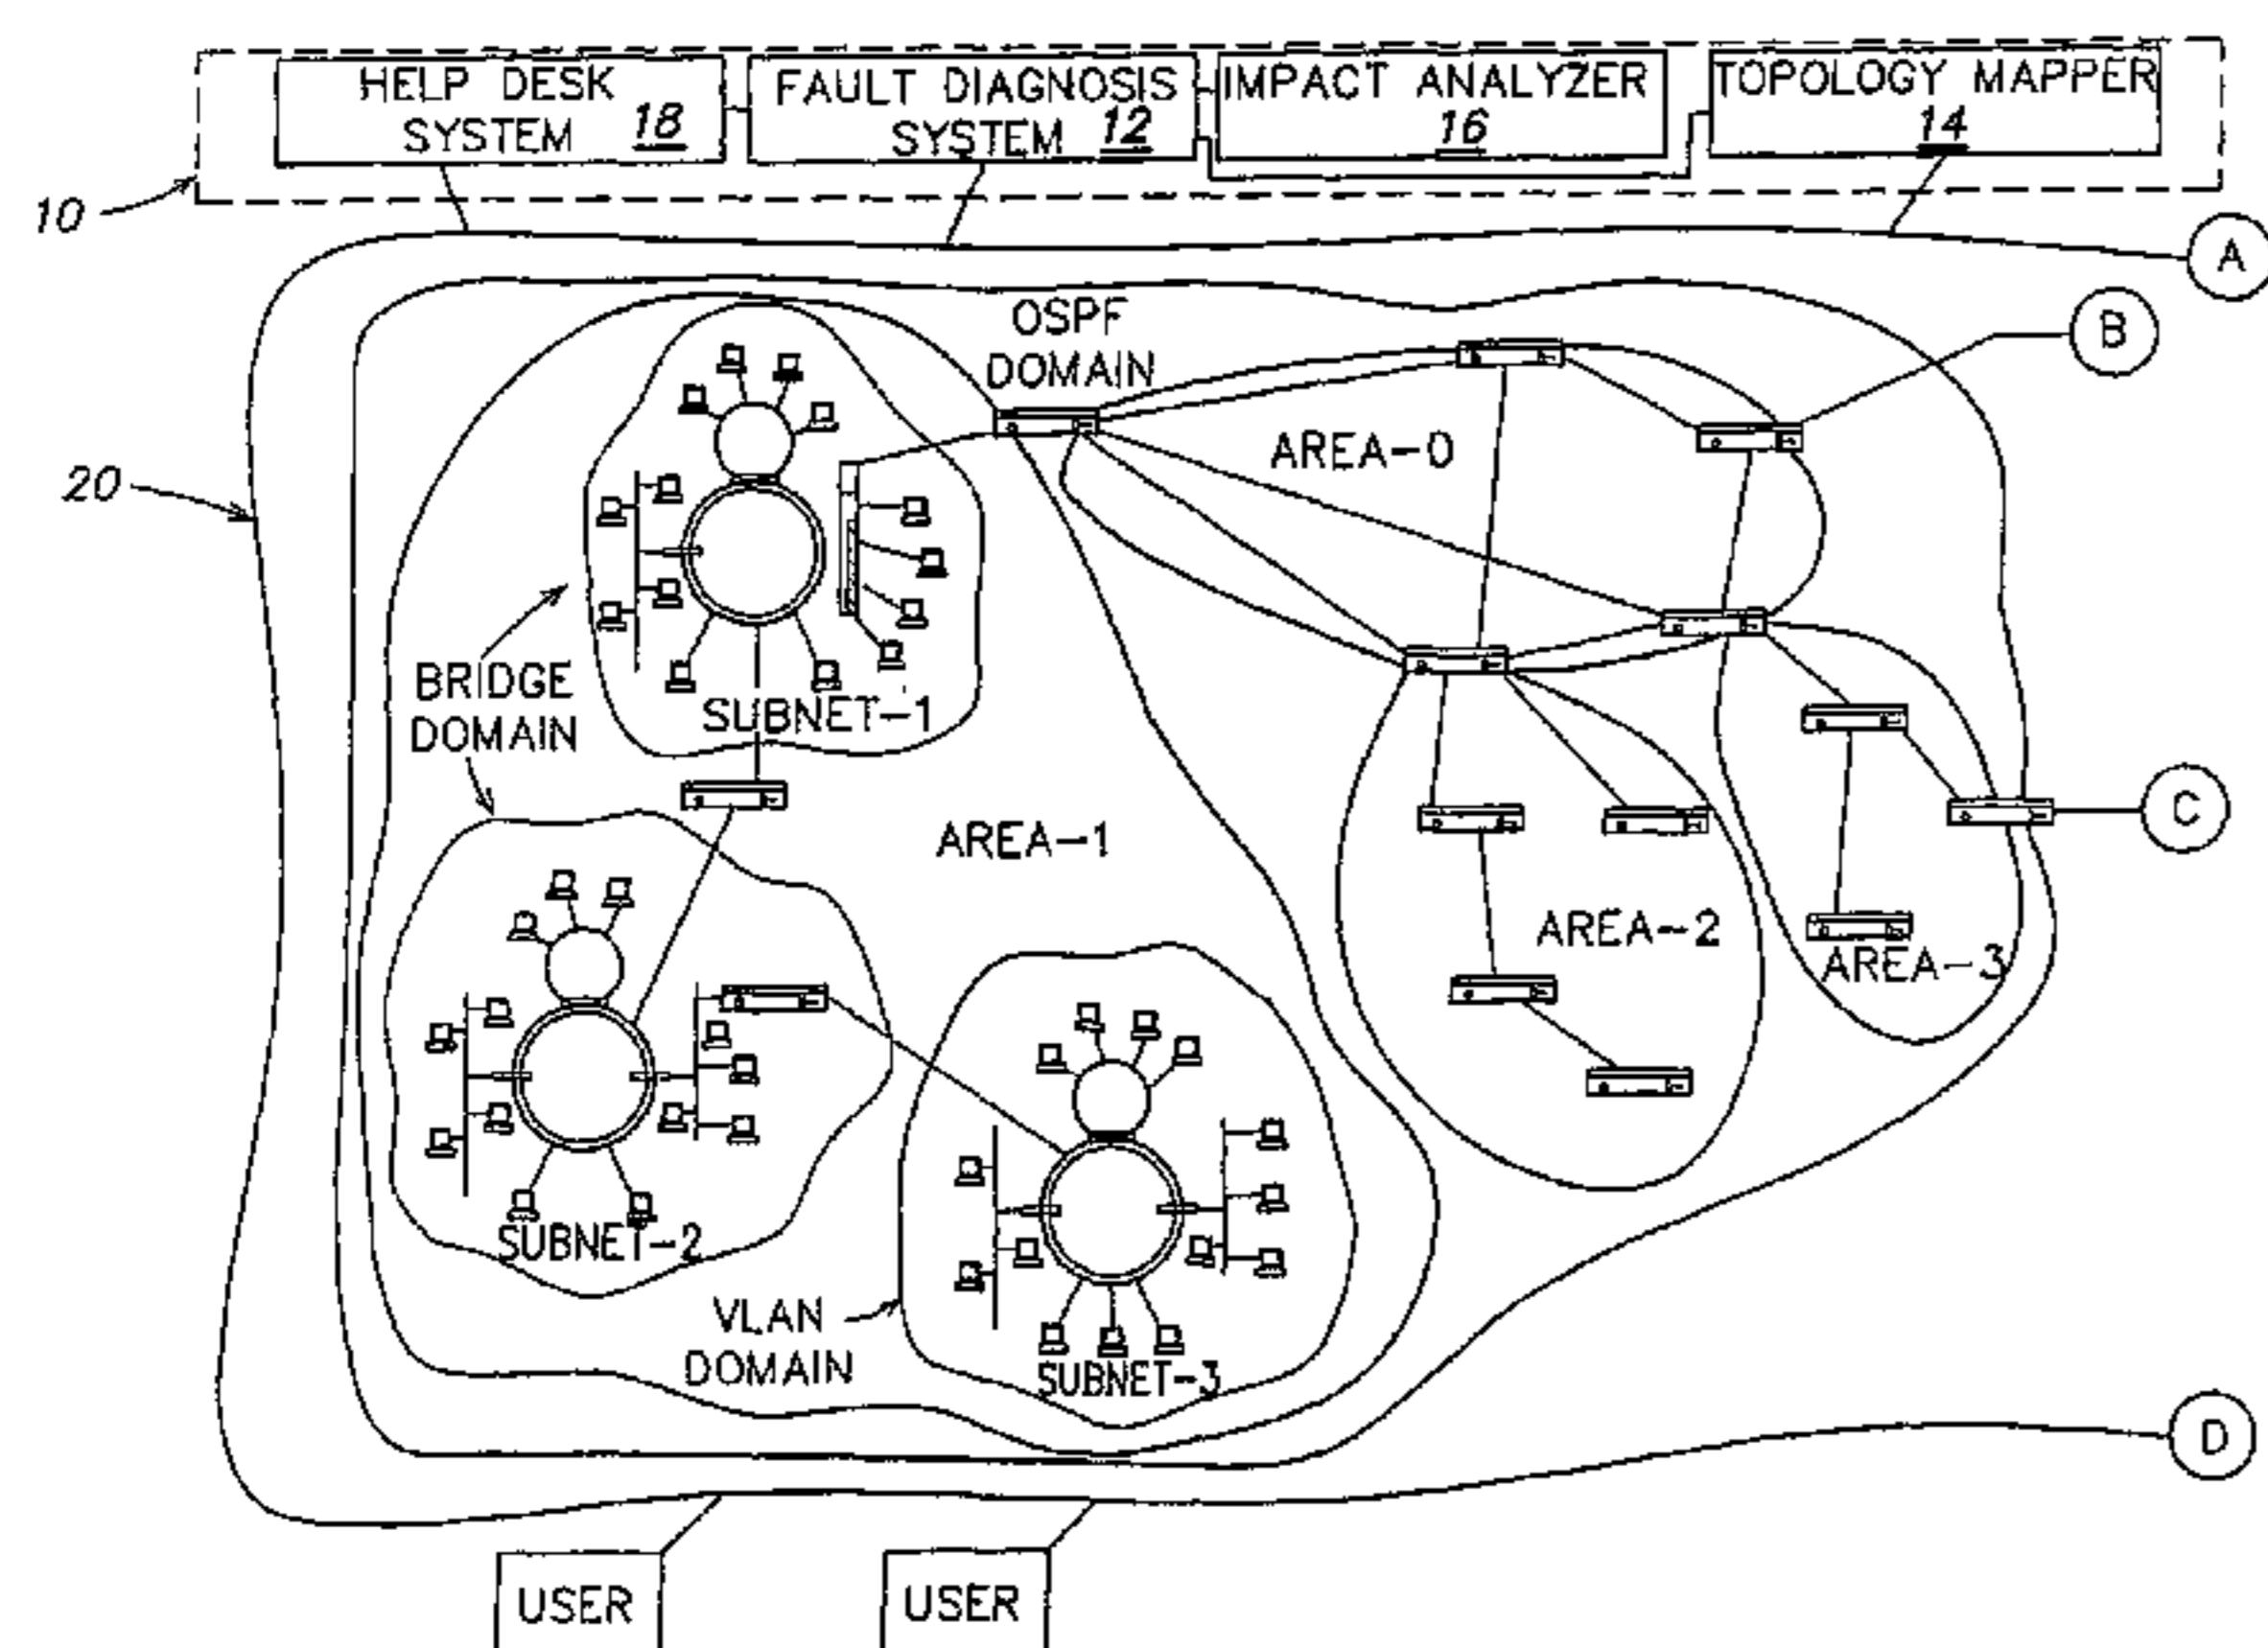 HELP DESK
SYSTEM 18
FAULT DIAGNOSIS
SYSTEM 12
IMPACT ANALYZER
16
TOPOLOGY MAPPER
14
10
A
OSPF
DOMAIN
B
AREA-0
20
BRIDGE
DOMAIN
SUBNET-1
C
AREA-1
AREA-2
AREA-3
SUBNET-2
VLAN
DOMAIN
SUBNET-3
D
USER
USER